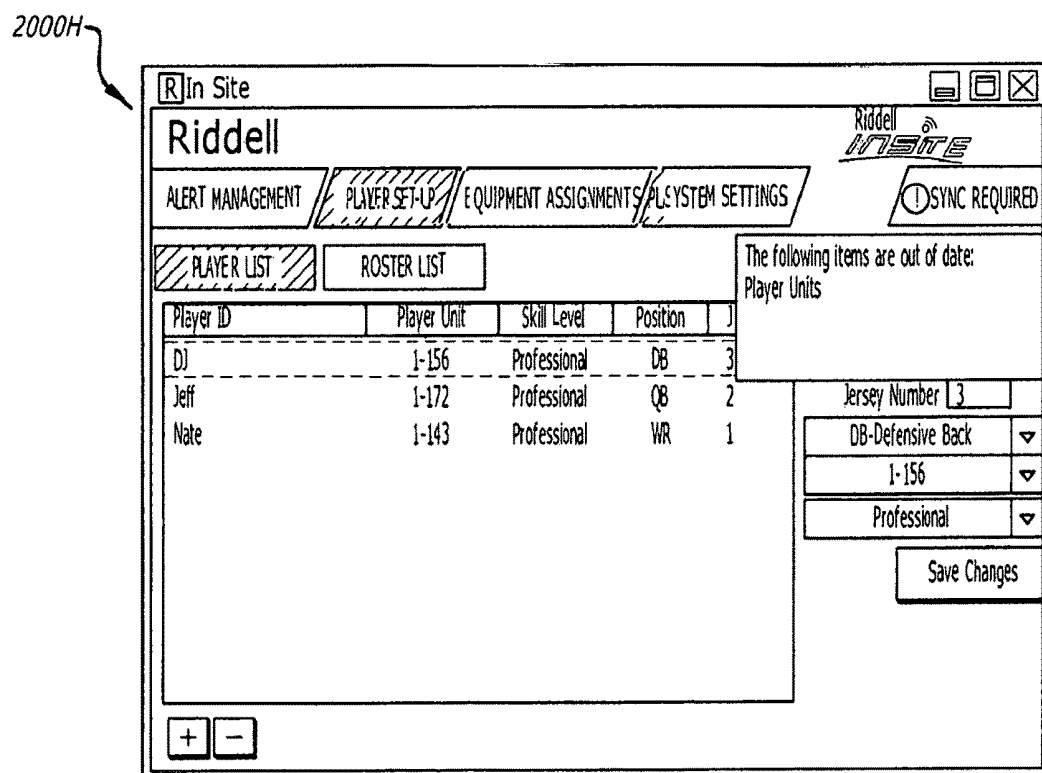 2000H
R In Site
Riddell
Riddell
INSITE
ALERT MANAGEMENT PLAYER SET-UP EQUIPMENT ASSIGNMENTS PL SYSTEM SETTINGS ! SYNC REQUIRED
PLAYER LIST ROSTER LIST
The following items are out of date:
Player Units
Player ID Player Unit Skill Level Position J
DJ 1-156 Professional DB 3
Jeff 1-172 Professional QB 2
Nate 1-143 Professional WR 1
Jersey Number 3
DB-Defensive Back
1-156
Professional
Save Changes
+ −